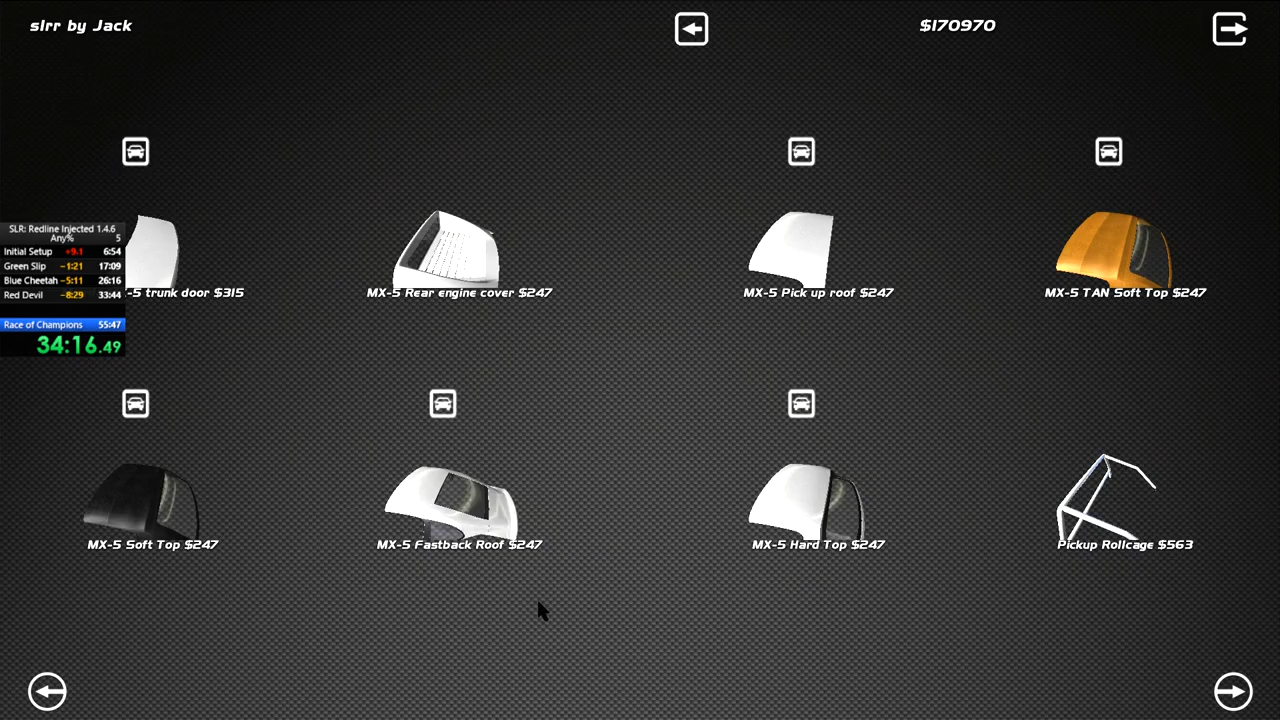 slrr by Jack
$170970
SLR: Redline Injected 1.4.6
Any% 5
Initial Setup +9.1 6:54
Green Slip −1:21 17:09
Blue Cheetah −5:11 26:16
Red Devil −8:29 33:44
Race of Champions 55:47
34:16.49
-5 trunk door $315
MX-5 Rear engine cover $247
MX-5 Pick up roof $247
MX-5 TAN Soft Top $247
MX-5 Soft Top $247
MX-5 Fastback Roof $247
MX-5 Hard Top $247
Pickup Rollcage $563